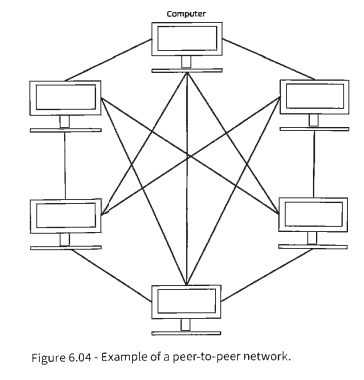 Computer
Figure 6.04 - Example of a peer-to-peer network.